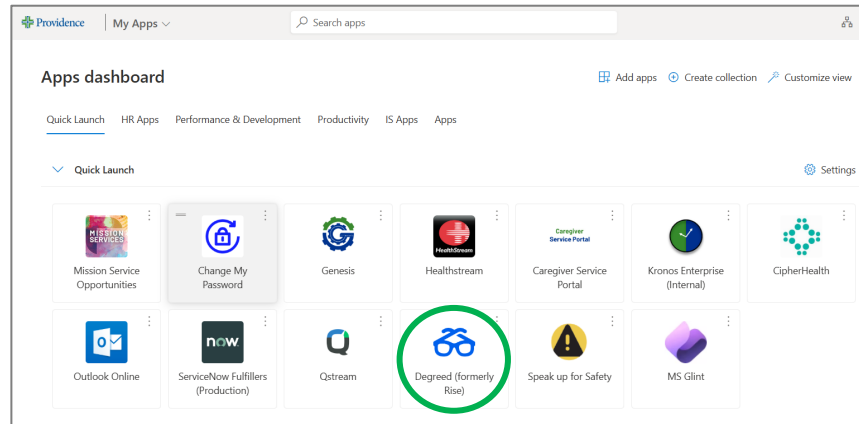 Providence
My Apps
Search apps
Apps dashboard
Add apps
Create collection
Customize view
Quick Launch
HR Apps
Performance & Development
Productivity
IS Apps
Apps
Quick Launch
Settings
MISSION
SERVICES
Mission Service
Opportunities
Change My
Password
G
Genesis
HealthStream
Healthstream
Caregiver
Service Portal
Caregiver Service
Portal
Kronos Enterprise
(Internal)
CipherHealth
Outlook Online
now
ServiceNow Fulfillers
(Production)
Qstream
Degreed (formerly
Rise)
Speak up for Safety
MS Glint